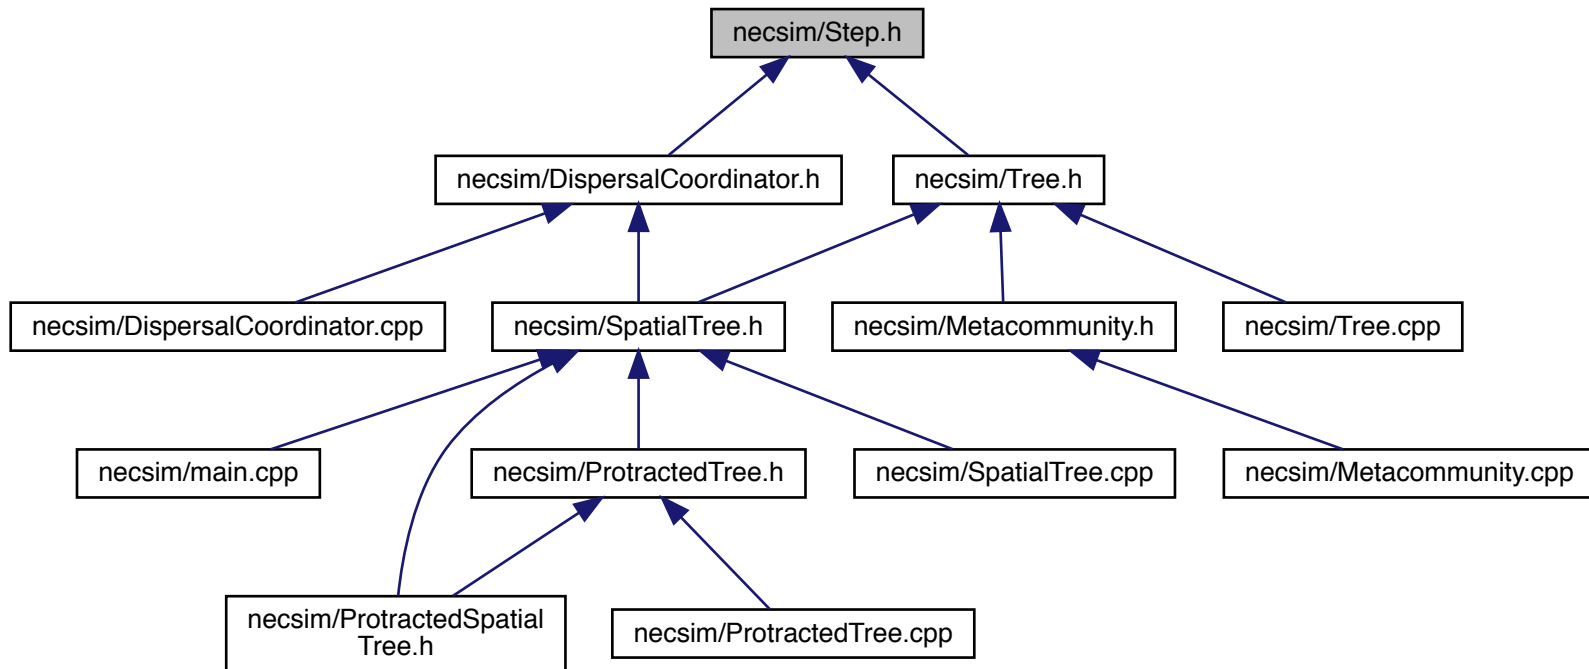 necsim/Step.h
necsim/DispersalCoordinator.h
necsim/Tree.h
necsim/DispersalCoordinator.cpp
necsim/SpatialTree.h
necsim/Metacommunity.h
necsim/Tree.cpp
necsim/main.cpp
necsim/ProtractedTree.h
necsim/SpatialTree.cpp
necsim/Metacommunity.cpp
necsim/ProtractedSpatial
Tree.h
necsim/ProtractedTree.cpp